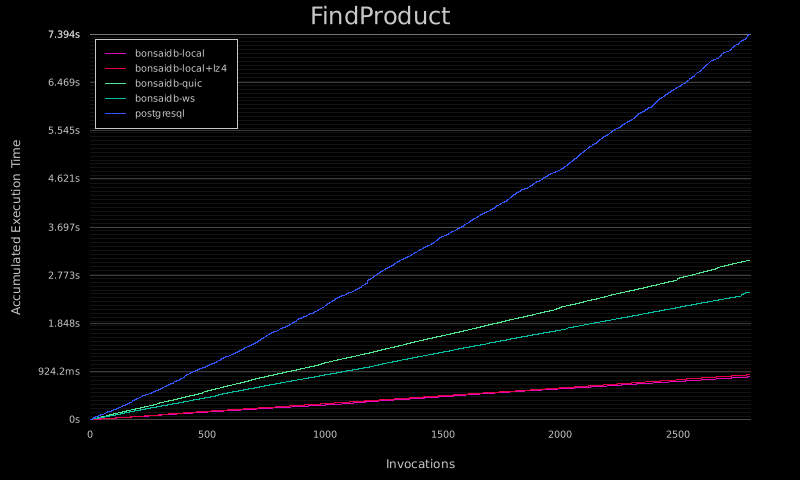 FindProduct
7.394s
6.469s
5.545s
4.621s
3.697s
2.773s
1.848s
924.2ms
0s
Accumulated Execution Time
bonsaidb-local
bonsaidb-local+lz4
bonsaidb-quic
bonsaidb-ws
postgresql
0 500 1000 1500 2000 2500
Invocations